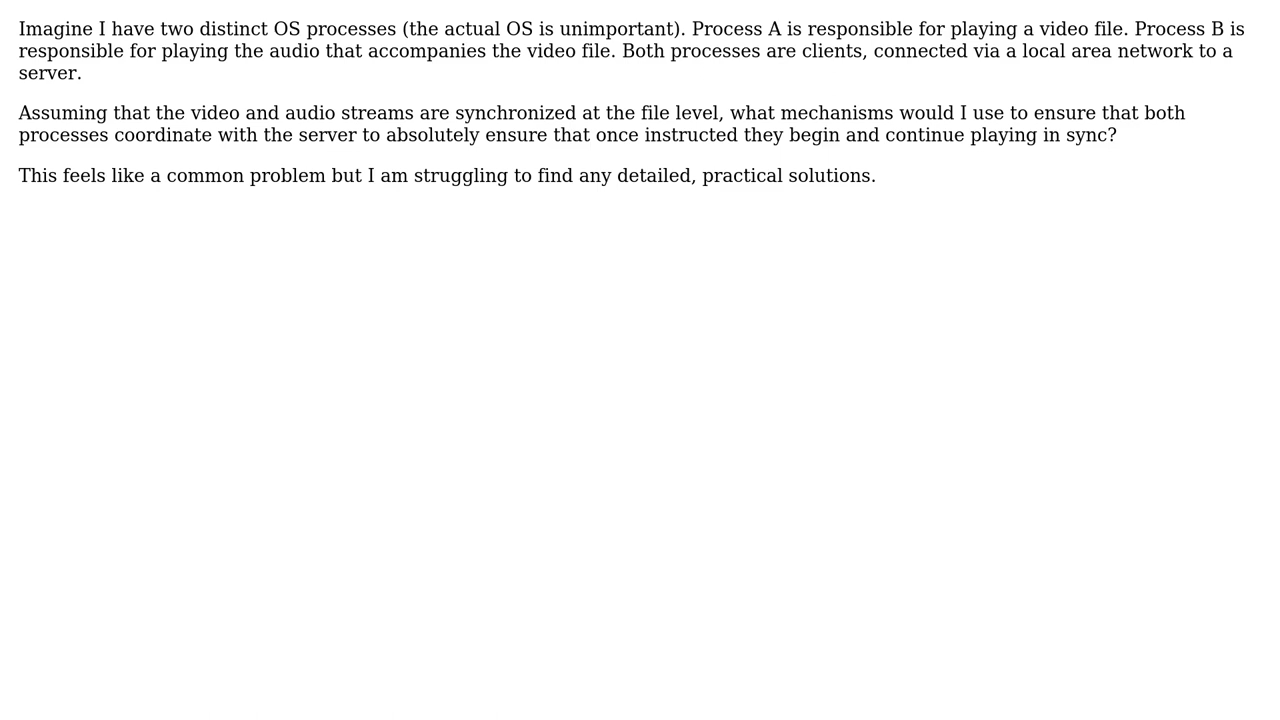 Imagine I have two distinct OS processes (the actual OS is unimportant). Process A is responsible for playing a video file. Process B is
responsible for playing the audio that accompanies the video file. Both processes are clients, connected via a local area network to a
server.
Assuming that the video and audio streams are synchronized at the file level, what mechanisms would I use to ensure that both
processes coordinate with the server to absolutely ensure that once instructed they begin and continue playing in sync?
This feels like a common problem but I am struggling to find any detailed, practical solutions.